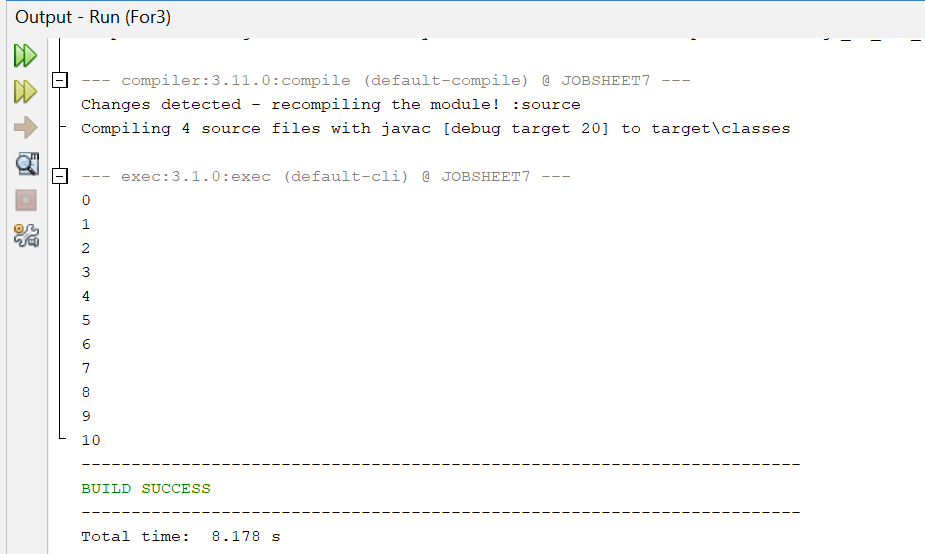 Output - Run (For3)
--- compiler:3.11.0:compile (default-compile) @ JOBSHEET7 ---
Changes detected - recompiling the module! :source
Compiling 4 source files with javac [debug target 20] to target\classes
--- exec:3.1.0:exec (default-cli) @ JOBSHEET7 ---
0
1
2
3
4
5
6
7
8
9
10
------------------------------------------------------------------------
BUILD SUCCESS
------------------------------------------------------------------------
Total time:  8.178 s